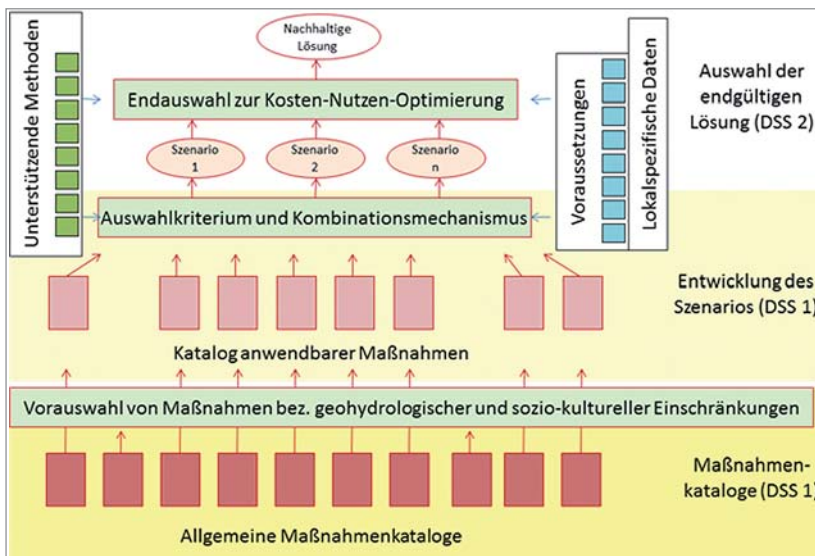 Nachhaltige
Lösung
Unterstützende Methoden
Endauswahl zur Kosten-Nutzen-Optimierung
Voraussetzungen
Lokalspezifische Daten
Auswahl der
endgültigen
Lösung (DSS 2)
Szenario
1
Szenario
2
Szenario
n
Auswahlkriterium und Kombinationsmechanismus
Entwicklung des
Szenarios (DSS 1)
Katalog anwendbarer Maßnahmen
Vorauswahl von Maßnahmen bez. geohydrologischer und sozio-kultureller Einschränkungen
Maßnahmen-
kataloge (DSS 1)
Allgemeine Maßnahmenkataloge